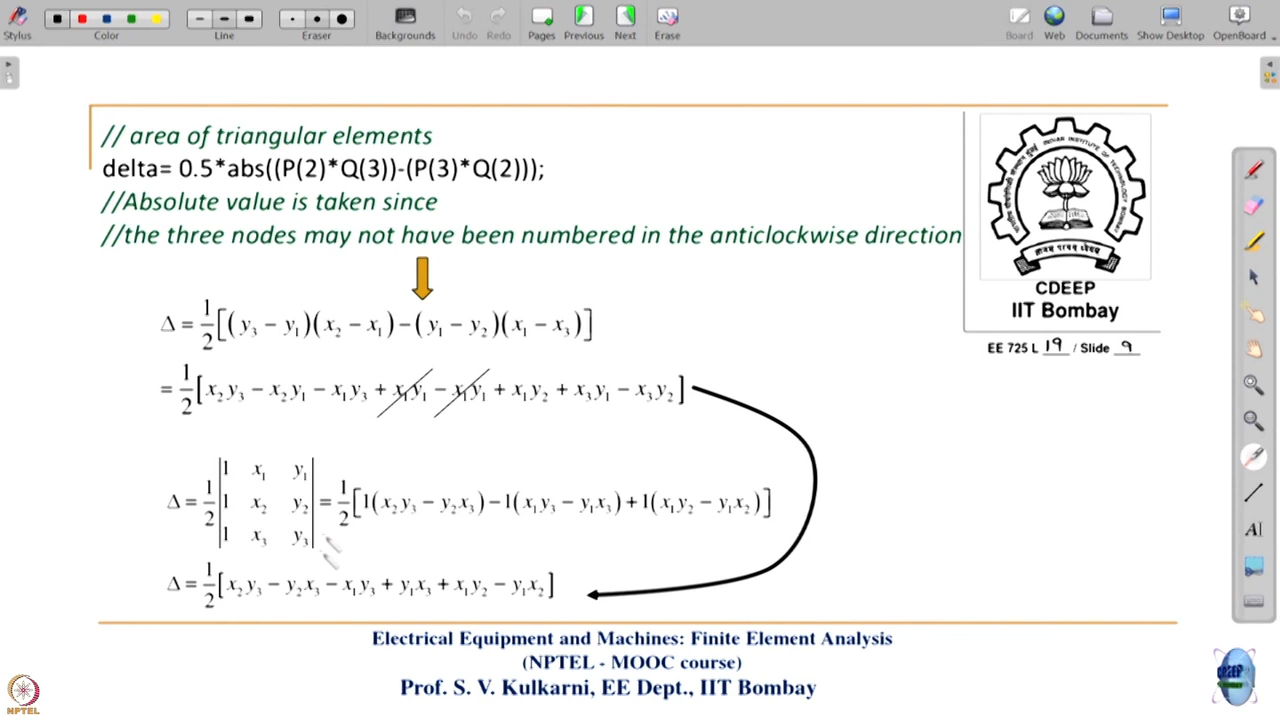 Stylus
Color
Line
Eraser
Backgrounds
Undo
Redo
Pages
Previous
Next
Erase
Board
Web
Documents
Show Desktop
OpenBoard
// area of triangular elements
delta= 0.5*abs((P(2)*Q(3))-(P(3)*Q(2)));
//Absolute value is taken since
//the three nodes may not have been numbered in the anticlockwise direction
CDEEP
IIT Bombay
EE 725 L 19 / Slide 9
Δ = 1/2 [(y₃ − y₁)(x₂ − x₁) − (y₁ − y₂)(x₁ − x₃)]
= 1/2 [x₂y₃ − x₂y₁ − x₁y₃ + x₁y₁ − x₁y₁ + x₁y₂ + x₃y₁ − x₃y₂]
Δ = 1/2 |1 x₁ y₁; 1 x₂ y₂; 1 x₃ y₃| = 1/2 [1(x₂y₃ − y₂x₃) − 1(x₁y₃ − y₁x₃) + 1(x₁y₂ − y₁x₂)]
Δ = 1/2 [x₂y₃ − y₂x₃ − x₁y₃ + y₁x₃ + x₁y₂ − y₁x₂]
Electrical Equipment and Machines: Finite Element Analysis
(NPTEL - MOOC course)
Prof. S. V. Kulkarni, EE Dept., IIT Bombay
NPTEL
CDEEP